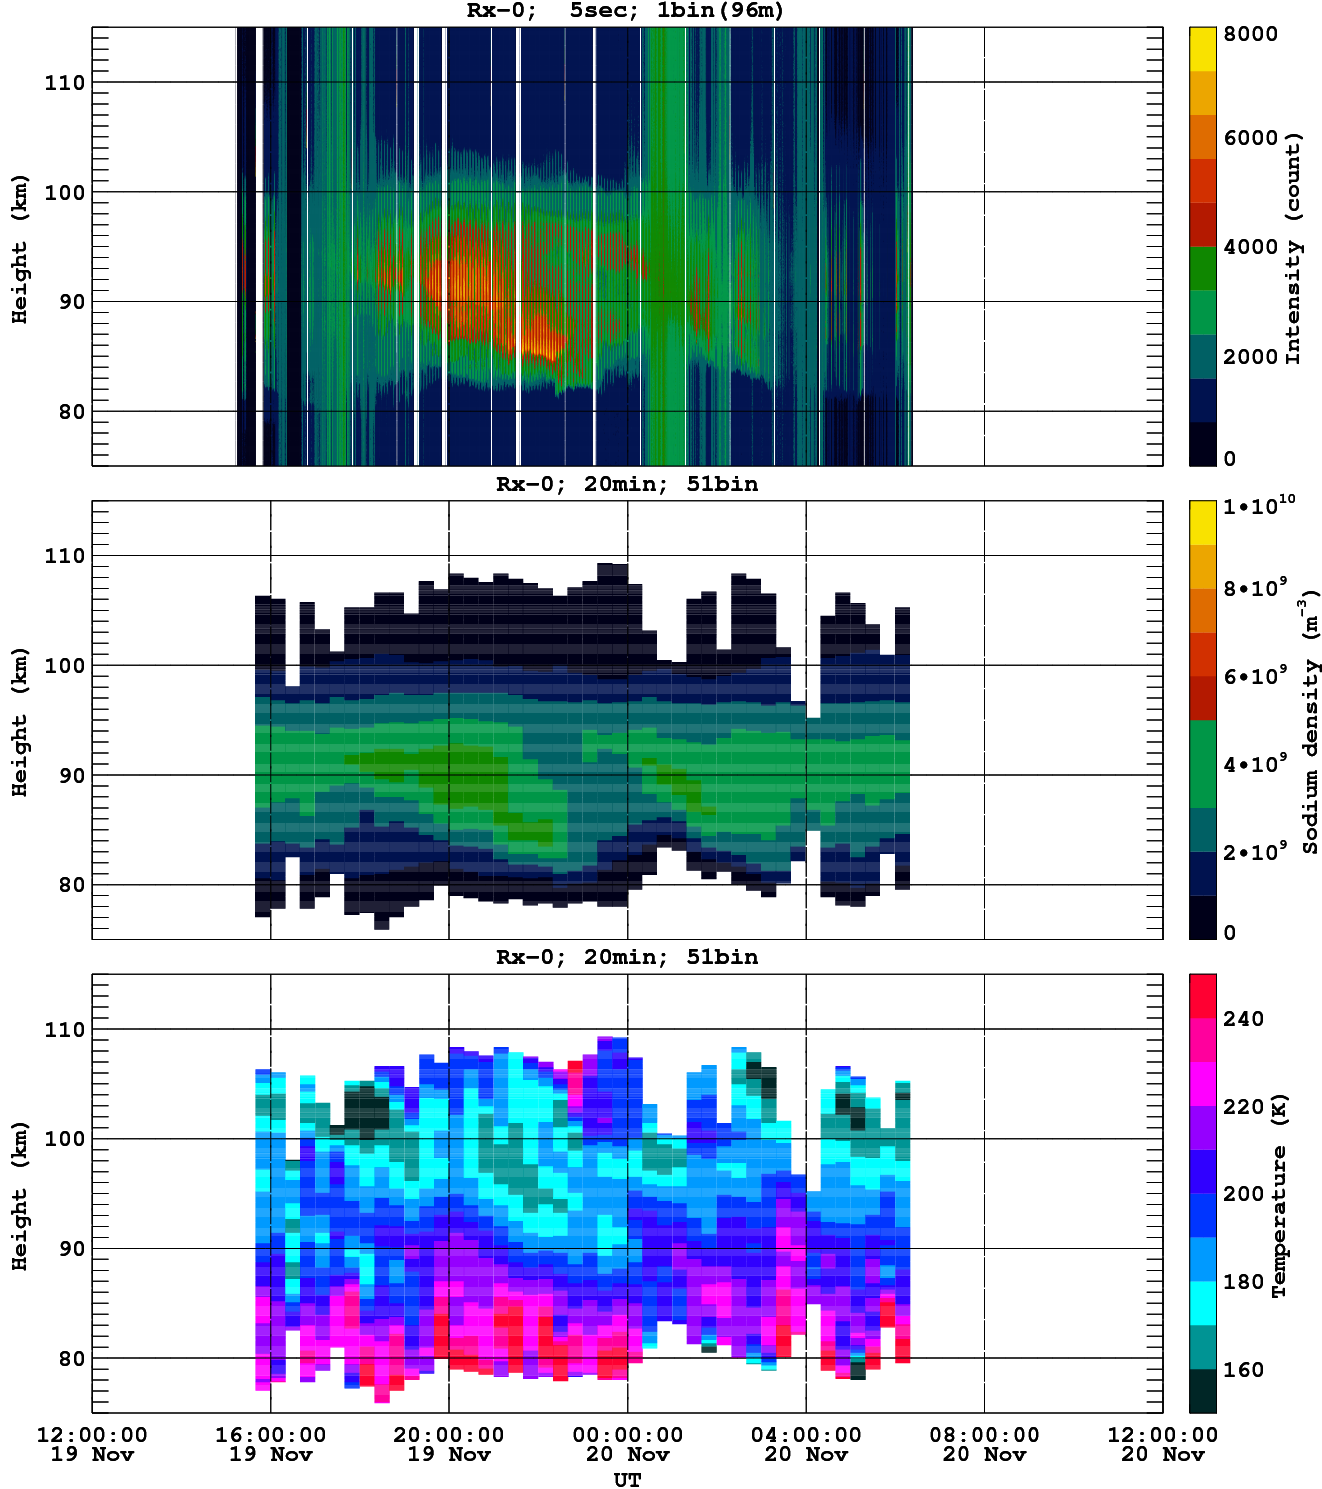 Rx-0;  5sec; 1bin(96m)
110
100
90
80
Height (km)
8000
6000
4000
2000
0
Intensity (count)
Rx-0; 20min; 51bin
110
100
90
80
Height (km)
1•10¹⁰
8•10⁹
6•10⁹
4•10⁹
2•10⁹
0
Sodium density (m⁻³)
Rx-0; 20min; 51bin
110
100
90
80
Height (km)
240
220
200
180
160
Temperature (K)
12:00:00 16:00:00 20:00:00 00:00:00 04:00:00 08:00:00 12:00:00
19 Nov 19 Nov 19 Nov 20 Nov 20 Nov 20 Nov 20 Nov
UT